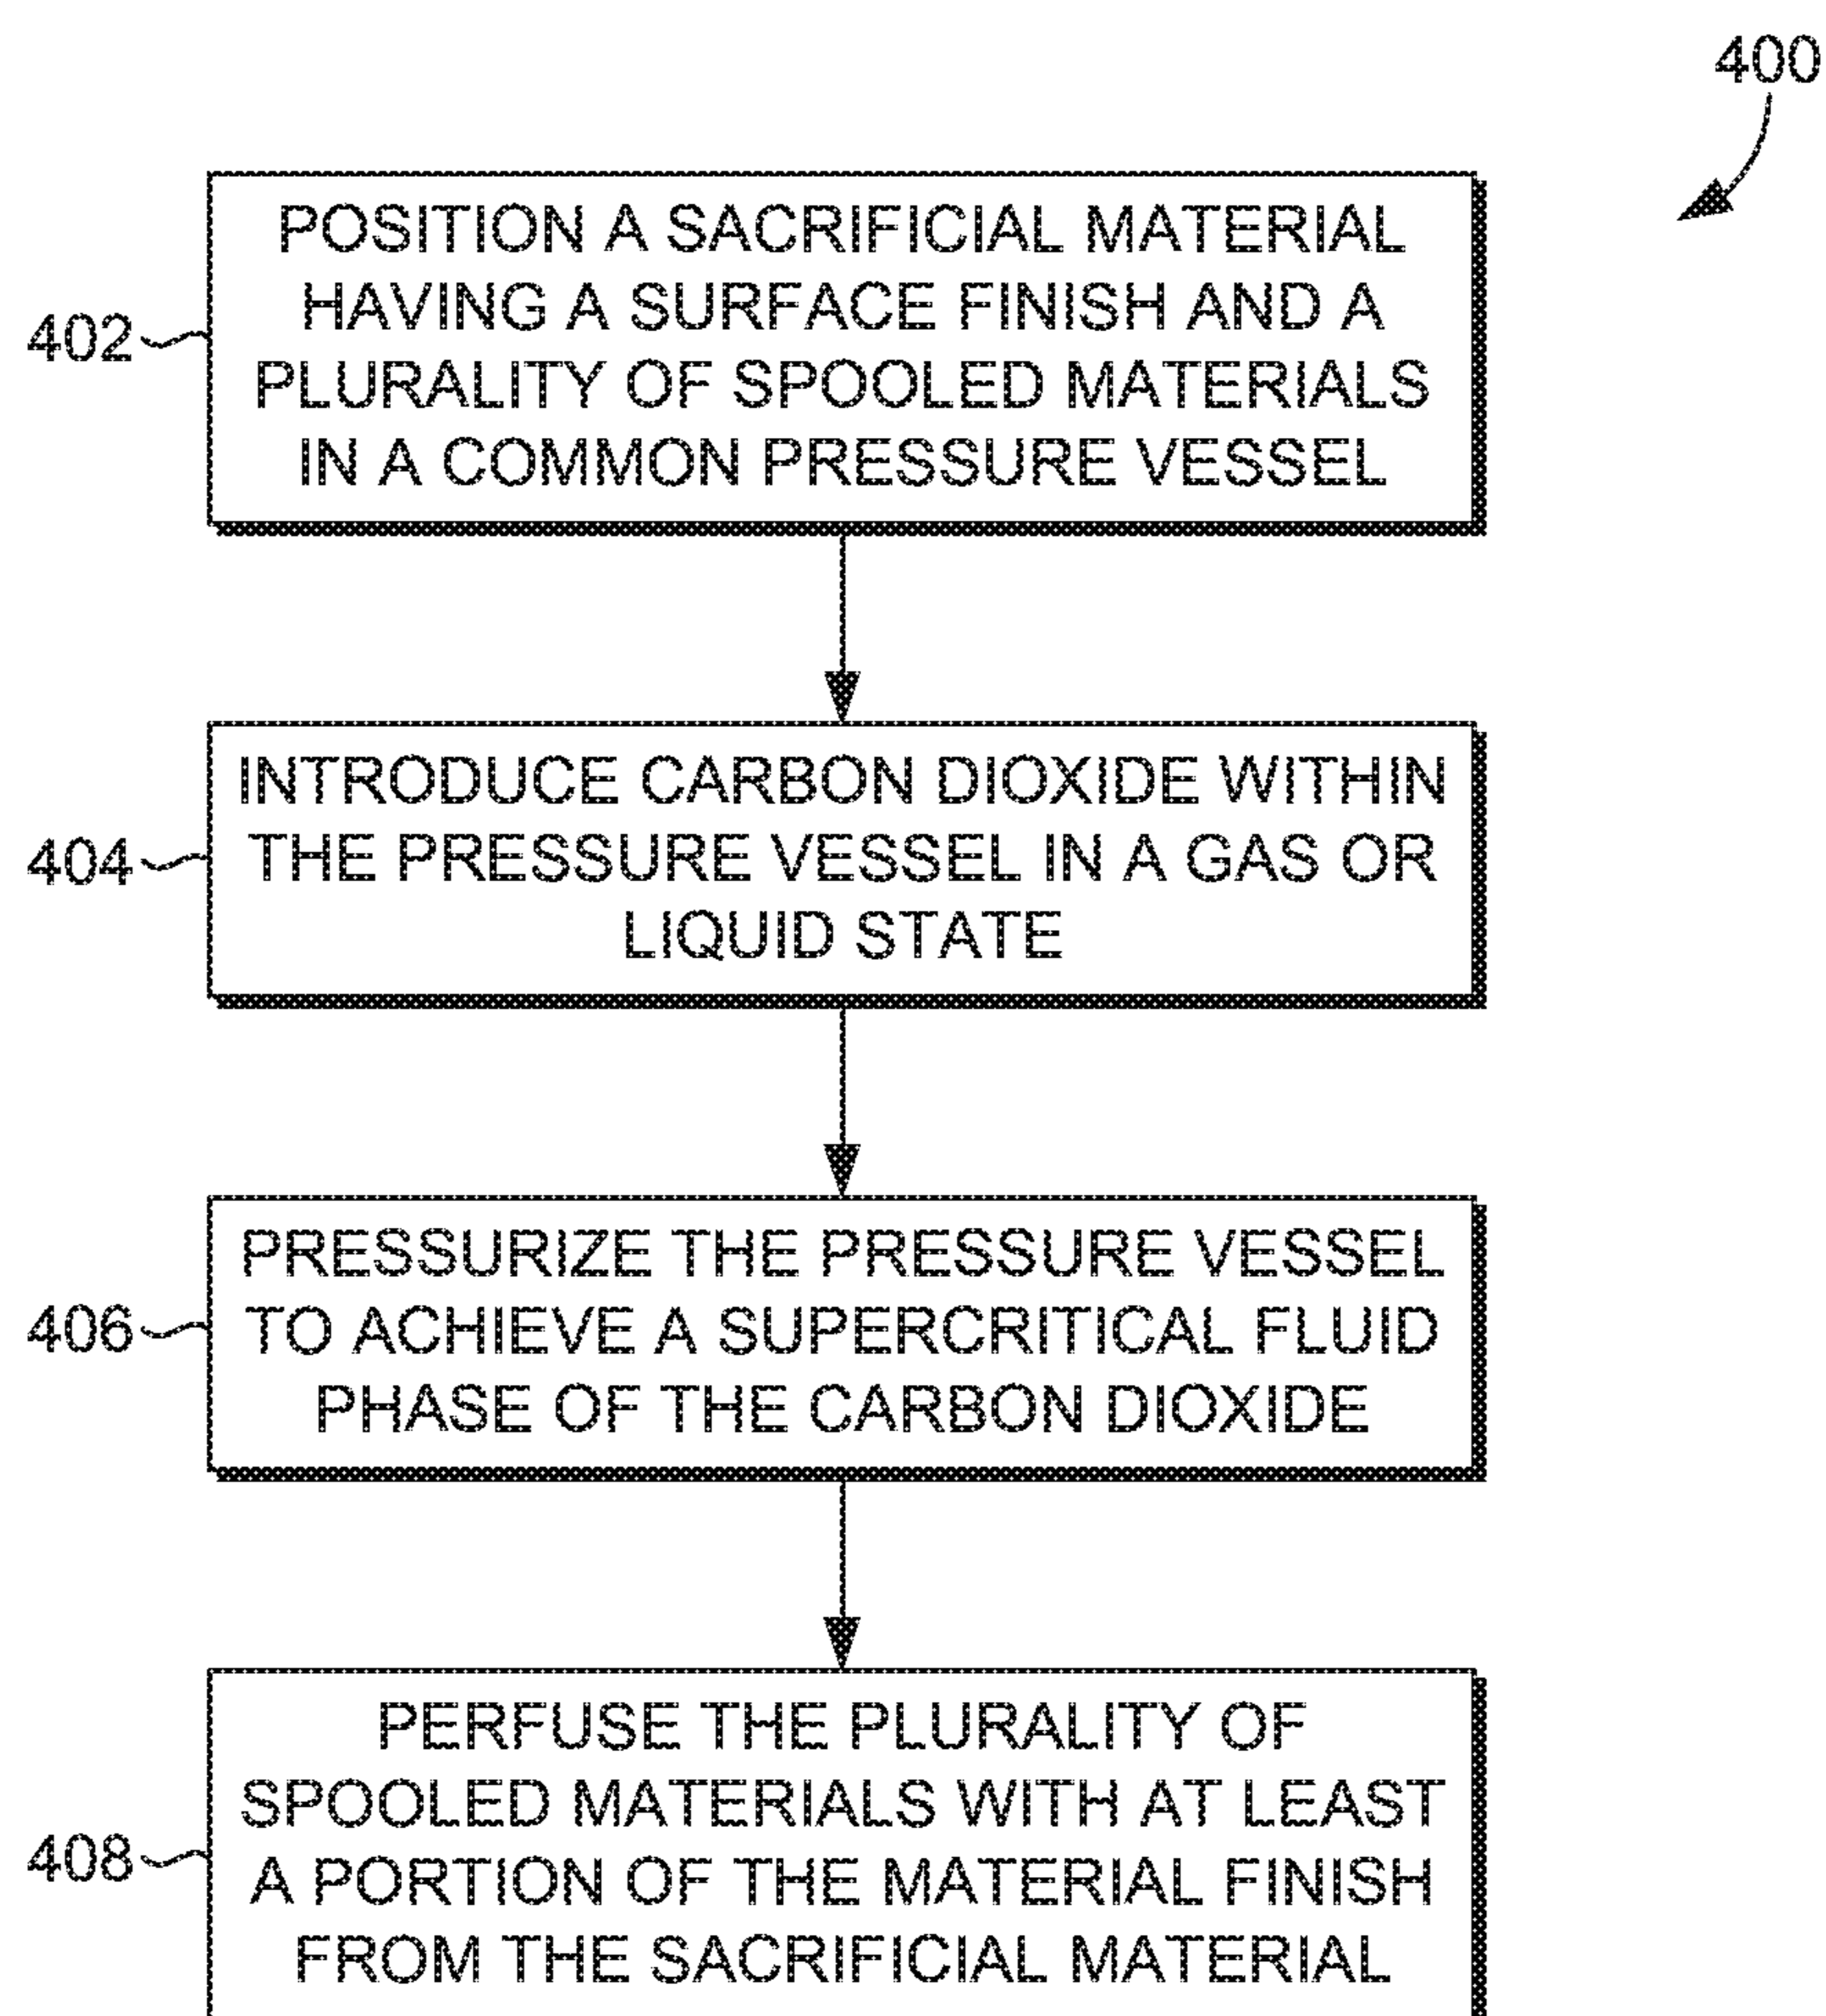 400
402
POSITION A SACRIFICIAL MATERIAL
HAVING A SURFACE FINISH AND A
PLURALITY OF SPOOLED MATERIALS
IN A COMMON PRESSURE VESSEL
404
INTRODUCE CARBON DIOXIDE WITHIN
THE PRESSURE VESSEL IN A GAS OR
LIQUID STATE
406
PRESSURIZE THE PRESSURE VESSEL
TO ACHIEVE A SUPERCRITICAL FLUID
PHASE OF THE CARBON DIOXIDE
408
PERFUSE THE PLURALITY OF
SPOOLED MATERIALS WITH AT LEAST
A PORTION OF THE MATERIAL FINISH
FROM THE SACRIFICIAL MATERIAL